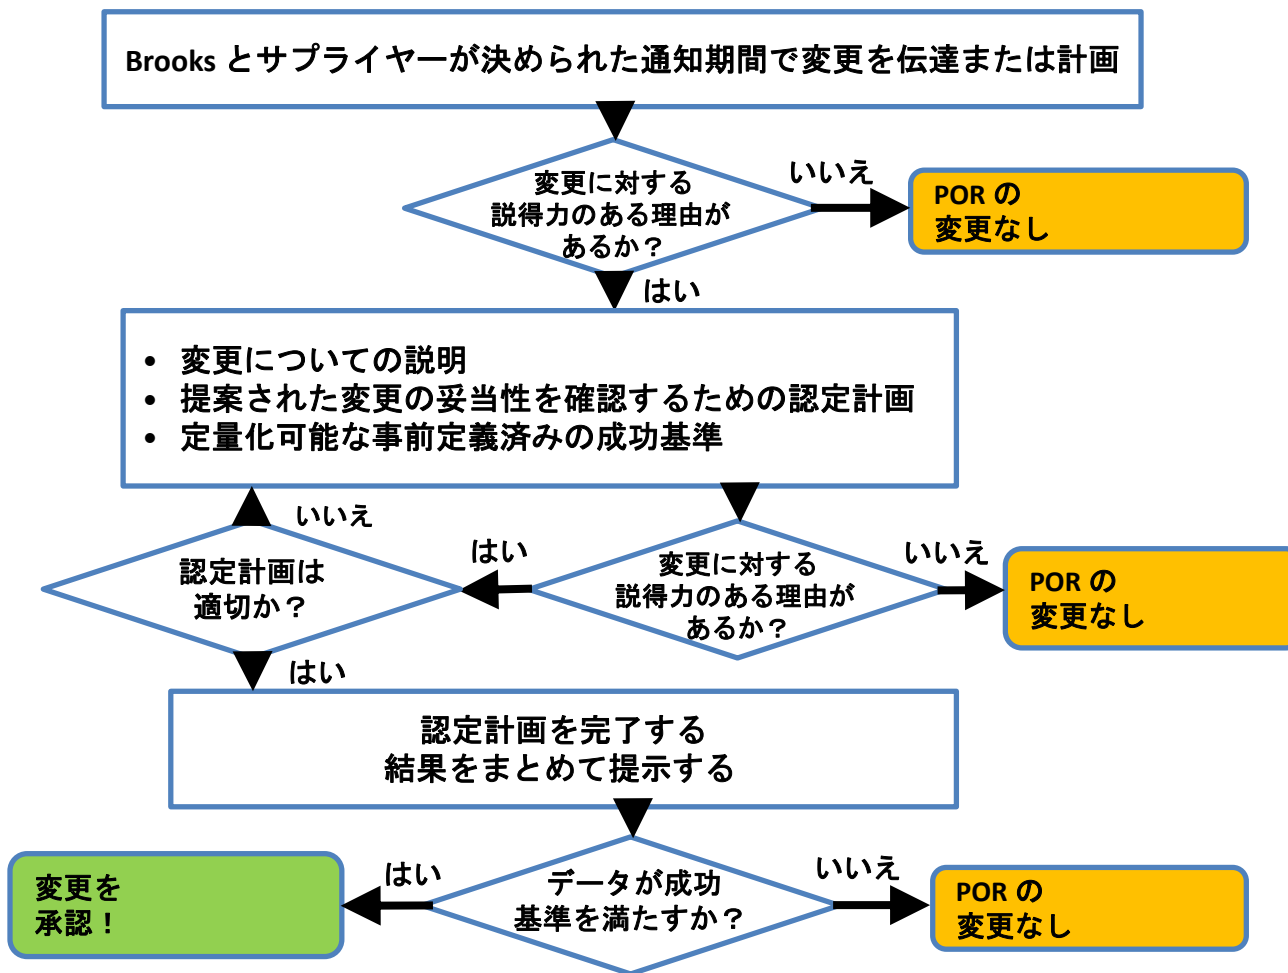 Brooks とサプライヤーが決められた通知期間で変更を伝達または計画
変更に対する
説得力のある理由が
あるか？
いいえ
POR の
変更なし
はい
• 変更についての説明
• 提案された変更の妥当性を確認するための認定計画
• 定量化可能な事前定義済みの成功基準
いいえ
認定計画は
適切か？
はい
変更に対する
説得力のある理由が
あるか？
いいえ
POR の
変更なし
はい
認定計画を完了する
結果をまとめて提示する
変更を
承認！
はい
データが成功
基準を満たすか？
いいえ
POR の
変更なし